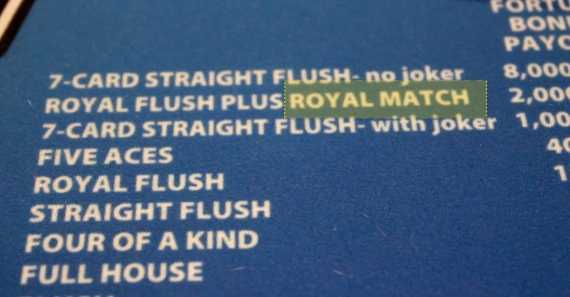 FORTU
BONU
PAYO
7-CARD STRAIGHT FLUSH- no joker 8,000
ROYAL FLUSH PLUS ROYAL MATCH 2,000
7-CARD STRAIGHT FLUSH- with joker 1,00
FIVE ACES 40
ROYAL FLUSH 1
STRAIGHT FLUSH
FOUR OF A KIND
FULL HOUSE